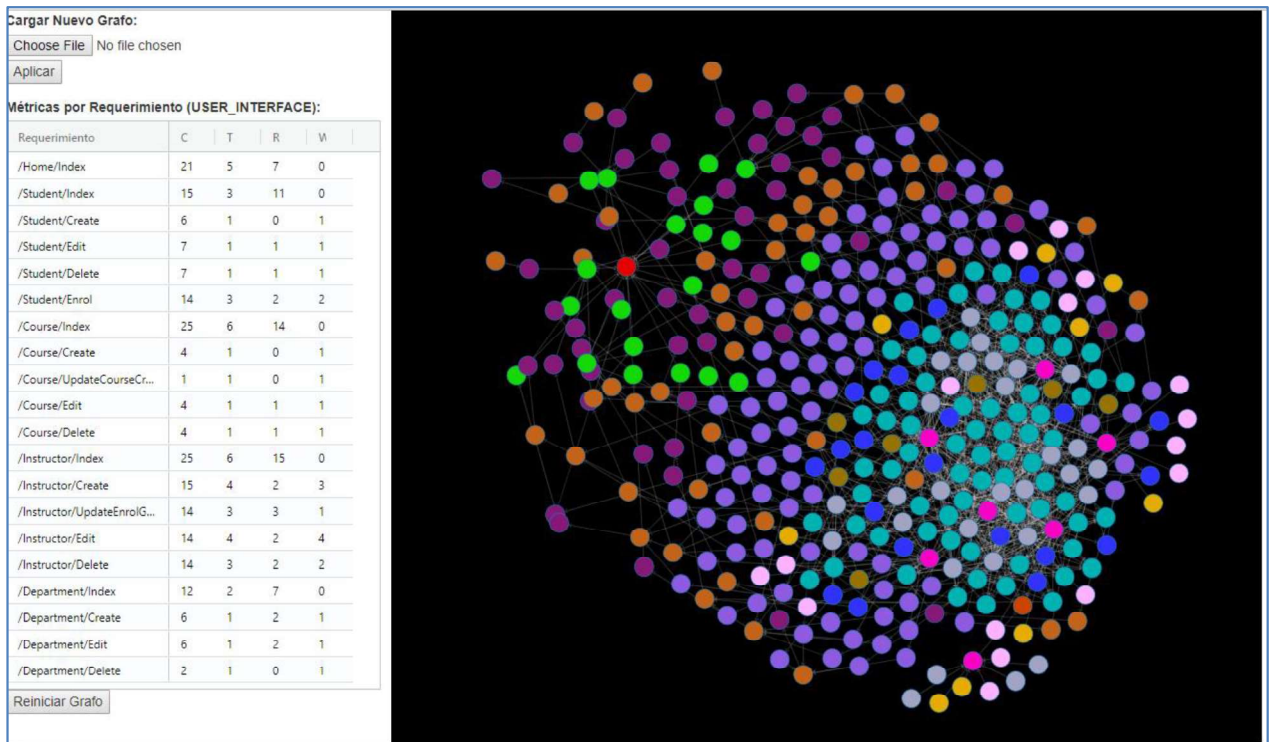 Cargar Nuevo Grafo:
Choose File No file chosen
Aplicar
Métricas por Requerimiento (USER_INTERFACE):
Requerimiento C T R W
/Home/Index 21 5 7 0
/Student/Index 15 3 11 0
/Student/Create 6 1 0 1
/Student/Edit 7 1 1 1
/Student/Delete 7 1 1 1
/Student/Enrol 14 3 2 2
/Course/Index 25 6 14 0
/Course/Create 4 1 0 1
/Course/UpdateCourseCr... 1 1 0 1
/Course/Edit 4 1 1 1
/Course/Delete 4 1 1 1
/Instructor/Index 25 6 15 0
/Instructor/Create 15 4 2 3
/Instructor/UpdateEnrolG... 14 3 3 1
/Instructor/Edit 14 4 2 4
/Instructor/Delete 14 3 2 2
/Department/Index 12 2 7 0
/Department/Create 6 1 2 1
/Department/Edit 6 1 2 1
/Department/Delete 2 1 0 1
Reiniciar Grafo